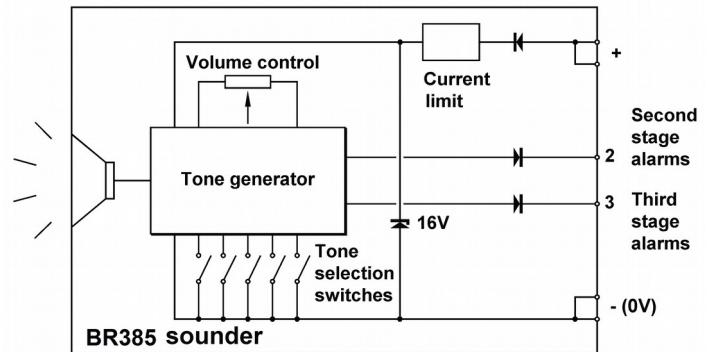 Volume control
Current
limit
+
Second
stage
alarms
2
Tone generator
3
Third
stage
alarms
16V
Tone
selection
switches
- (0V)
BR385 sounder